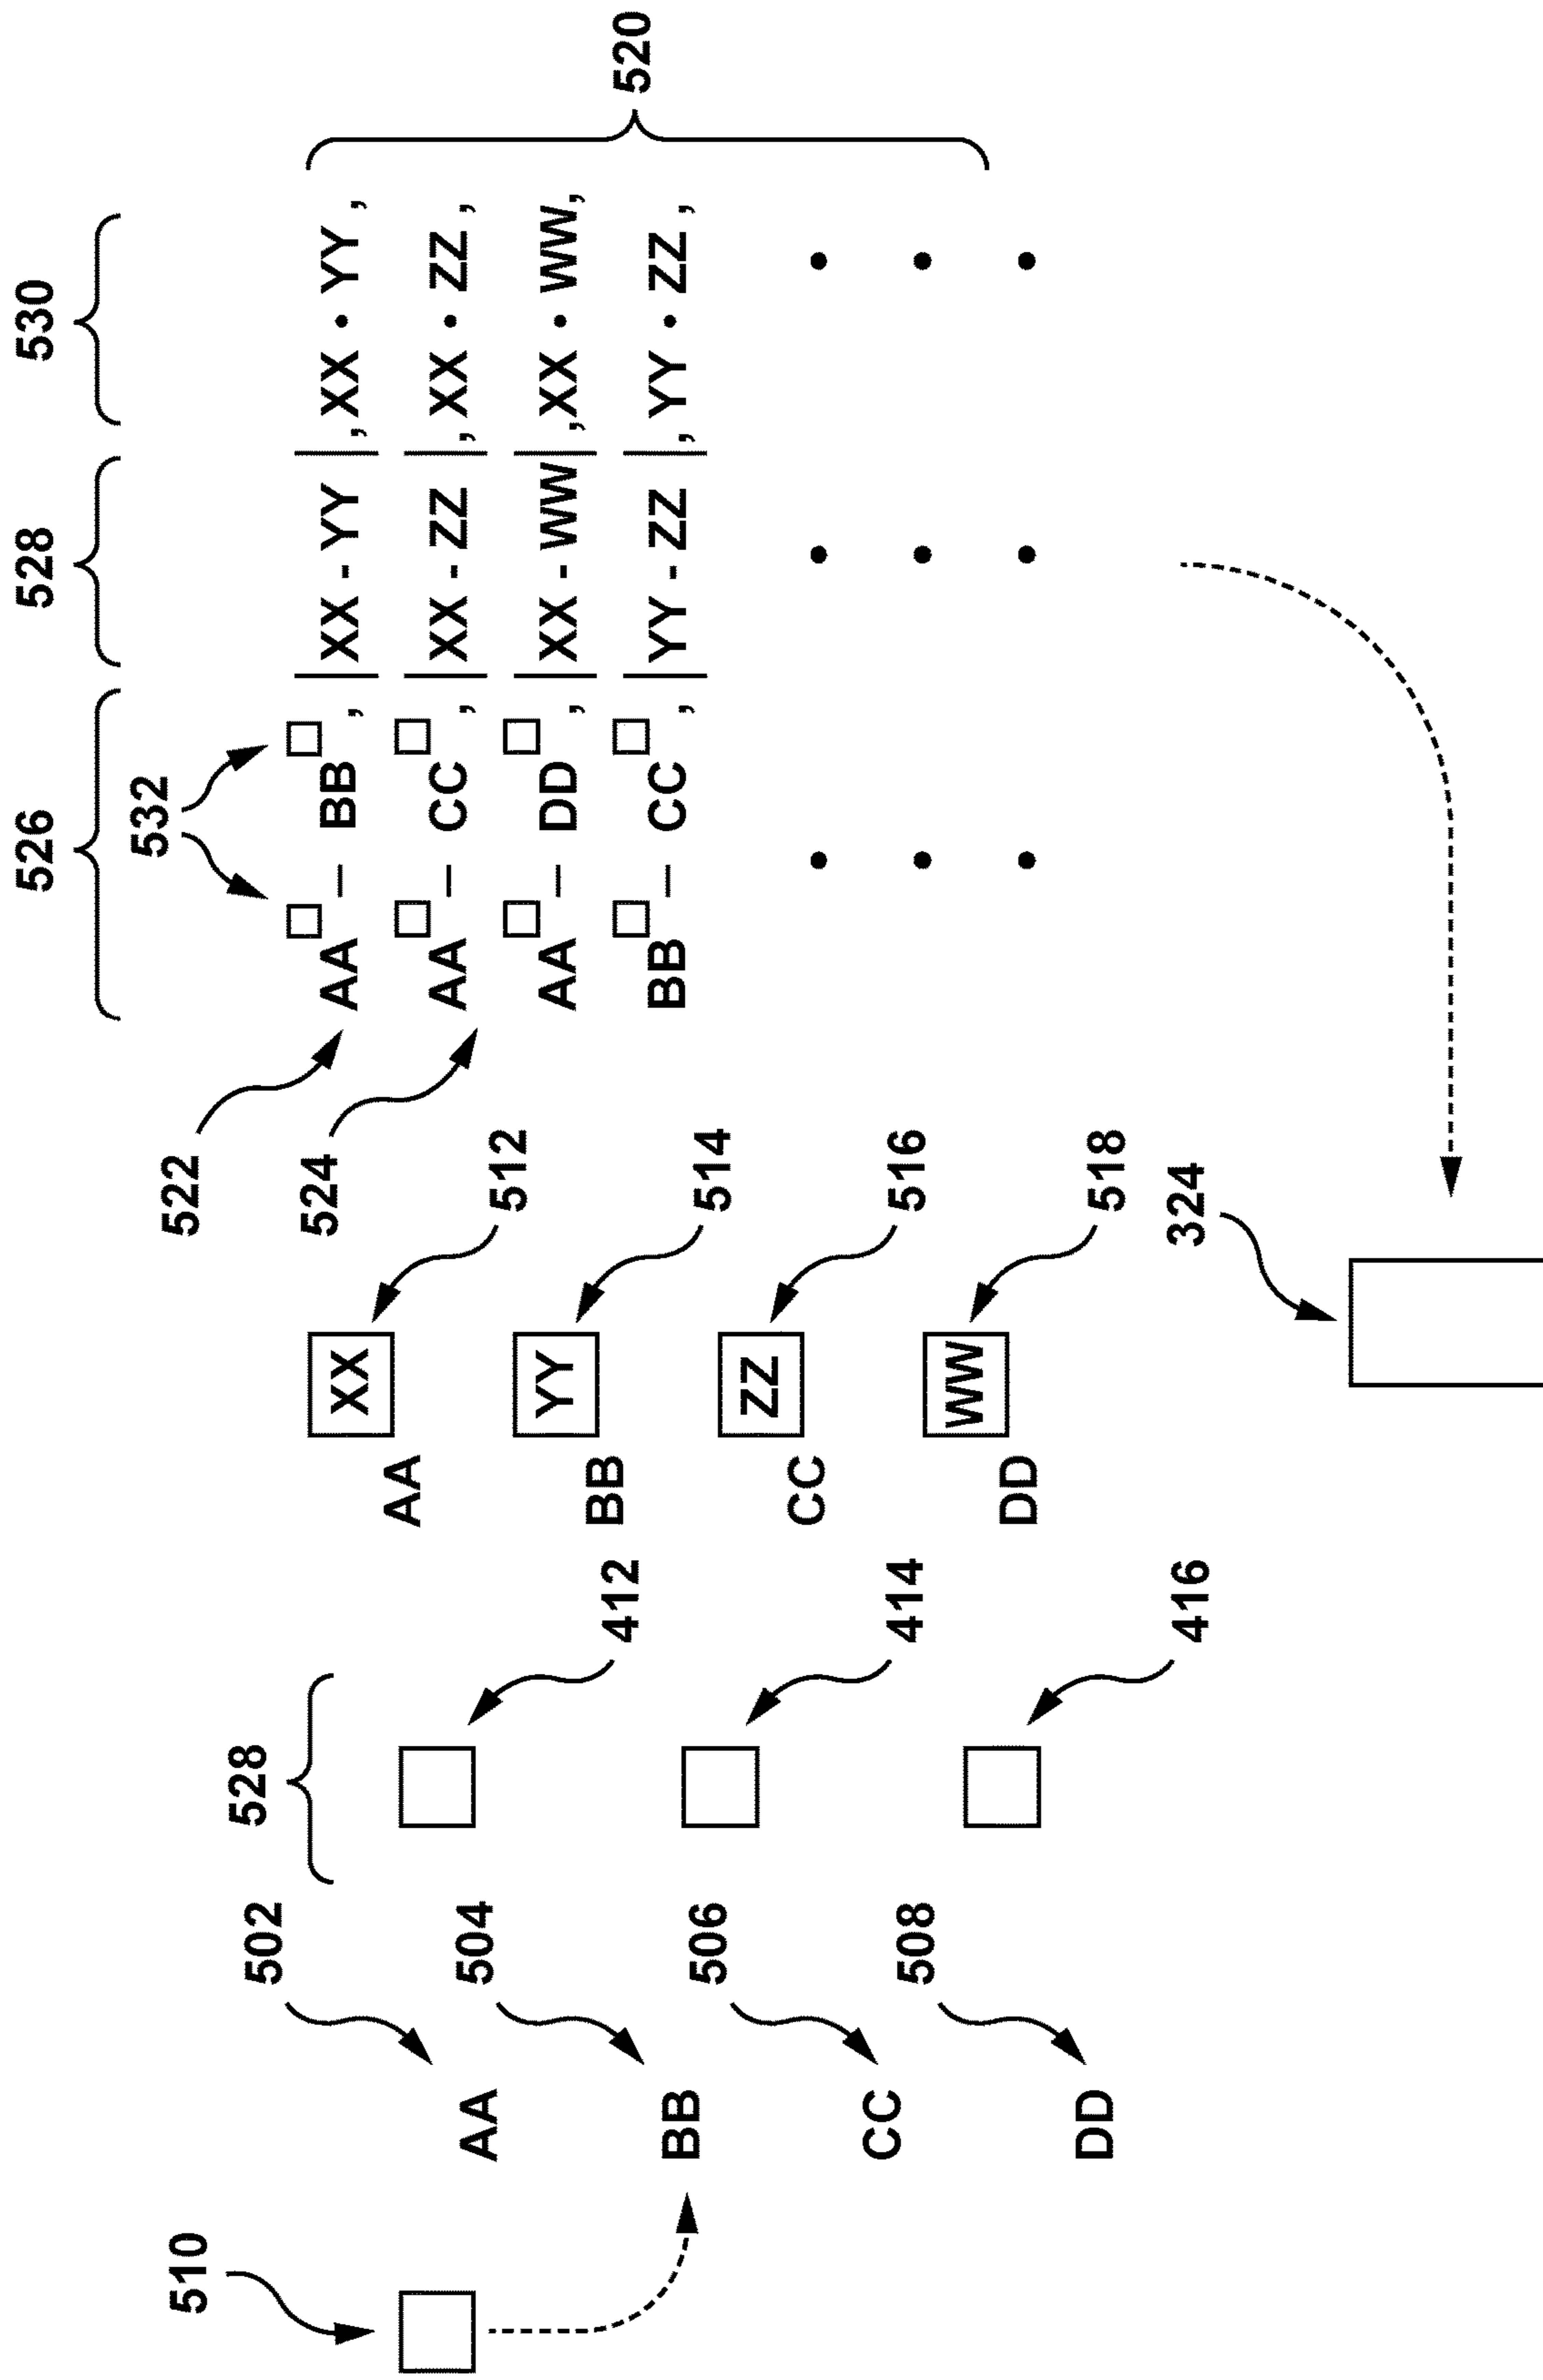 526
528
530
532
510
522
502
528
524
AA – BB , |XX - YY| , XX • YY ,
AA – CC , |XX - ZZ| , XX • ZZ ,
AA – DD , |XX - WW| , XX • WW,
BB – CC , |YY - ZZ| , YY • ZZ ,
520
XX
AA
512
YY
BB
514
ZZ
CC
516
WW
DD
518
504
506
508
AA
BB
CC
DD
412
414
416
324